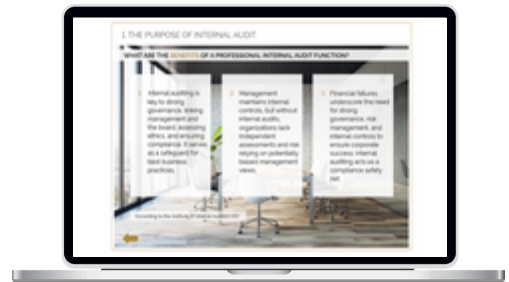 1. THE PURPOSE OF INTERNAL AUDIT
WHAT ARE THE BENEFITS OF A PROFESSIONAL INTERNAL AUDIT FUNCTION?
1. Internal auditing is
key to strong
governance, linking
management and
the board, assessing
ethics, and ensuring
compliance. It serves
as a safeguard for
best business
practices.
2. Management
maintains internal
controls, but without
internal audits,
organizations lack
independent
assessments and risk
relying on potentially
biased management
views.
3. Financial failures
underscore the need
for strong
governance, risk
management, and
internal controls to
ensure corporate
success. Internal
auditing acts as a
compliance safety
net.
*According to the Institute of Internal Auditors